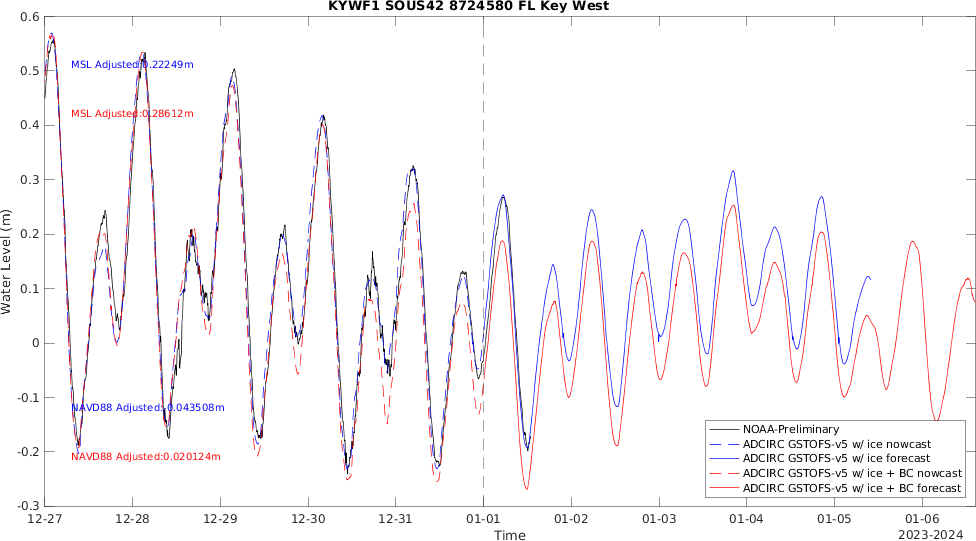 KYWF1 SOUS42 8724580 FL Key West
0.6
0.5
0.4
0.3
0.2
0.1
0
-0.1
-0.2
-0.3
Water Level (m)
MSL Adjusted:0.22249m
MSL Adjusted:0.28612m
NAVD88 Adjusted:-0.043508m
NAVD88 Adjusted:0.020124m
NOAA-Preliminary
ADCIRC GSTOFS-v5 w/ ice nowcast
ADCIRC GSTOFS-v5 w/ ice forecast
ADCIRC GSTOFS-v5 w/ ice + BC nowcast
ADCIRC GSTOFS-v5 w/ ice + BC forecast
12-27 12-28 12-29 12-30 12-31 01-01 01-02 01-03 01-04 01-05 01-06
Time
2023-2024